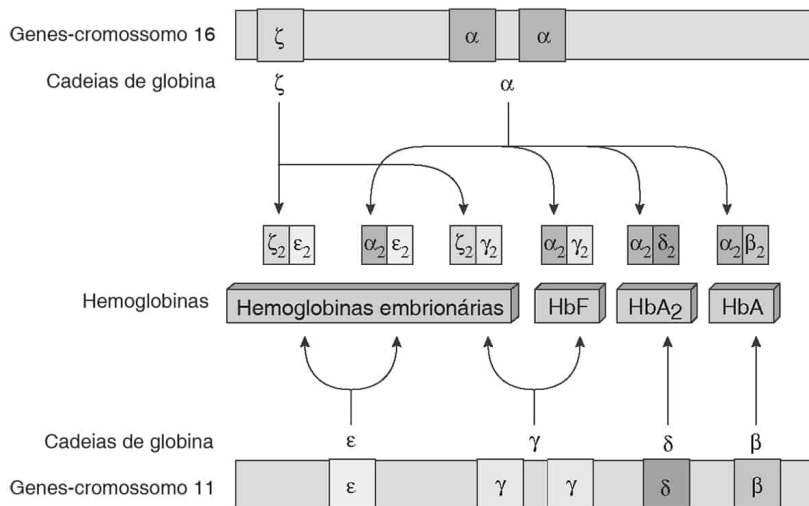 Genes-cromossomo 16 ζ α α
Cadeias de globina ζ α
ζ2 ε2 α2 ε2 ζ2 γ2 α2 γ2 α2 δ2 α2 β2
Hemoglobinas Hemoglobinas embrionárias HbF HbA2 HbA
Cadeias de globina ε γ δ β
Genes-cromossomo 11 ε γ γ δ β